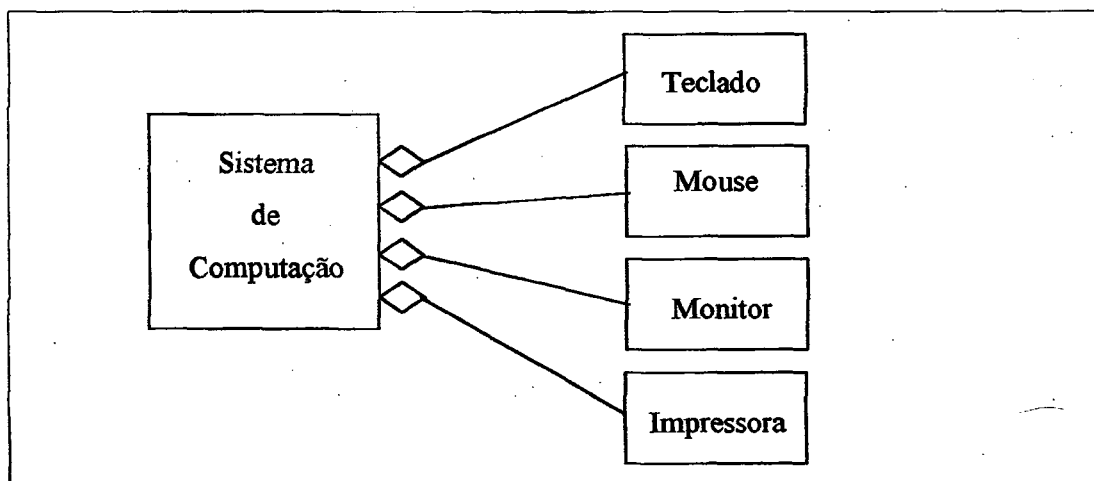 Sistema
de
Computação
Teclado
Mouse
Monitor
Impressora